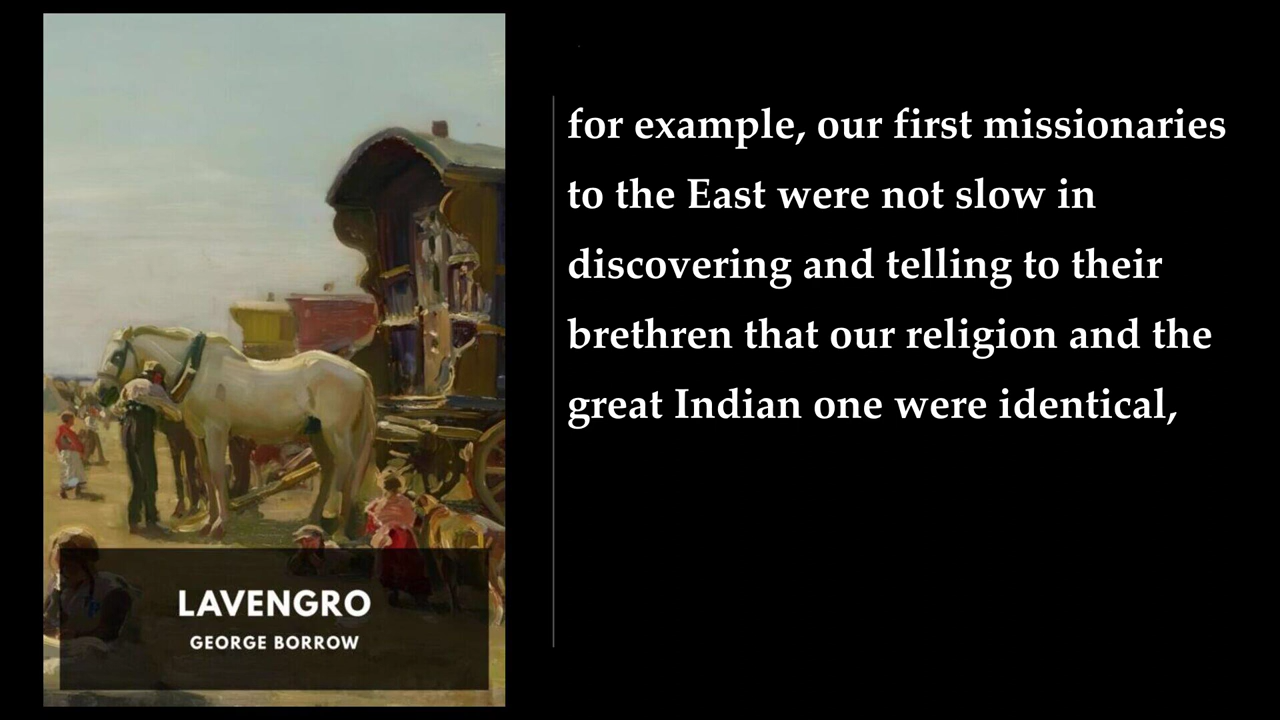 for example, our first missionaries
to the East were not slow in
discovering and telling to their
brethren that our religion and the
great Indian one were identical,
LAVENGRO
GEORGE BORROW